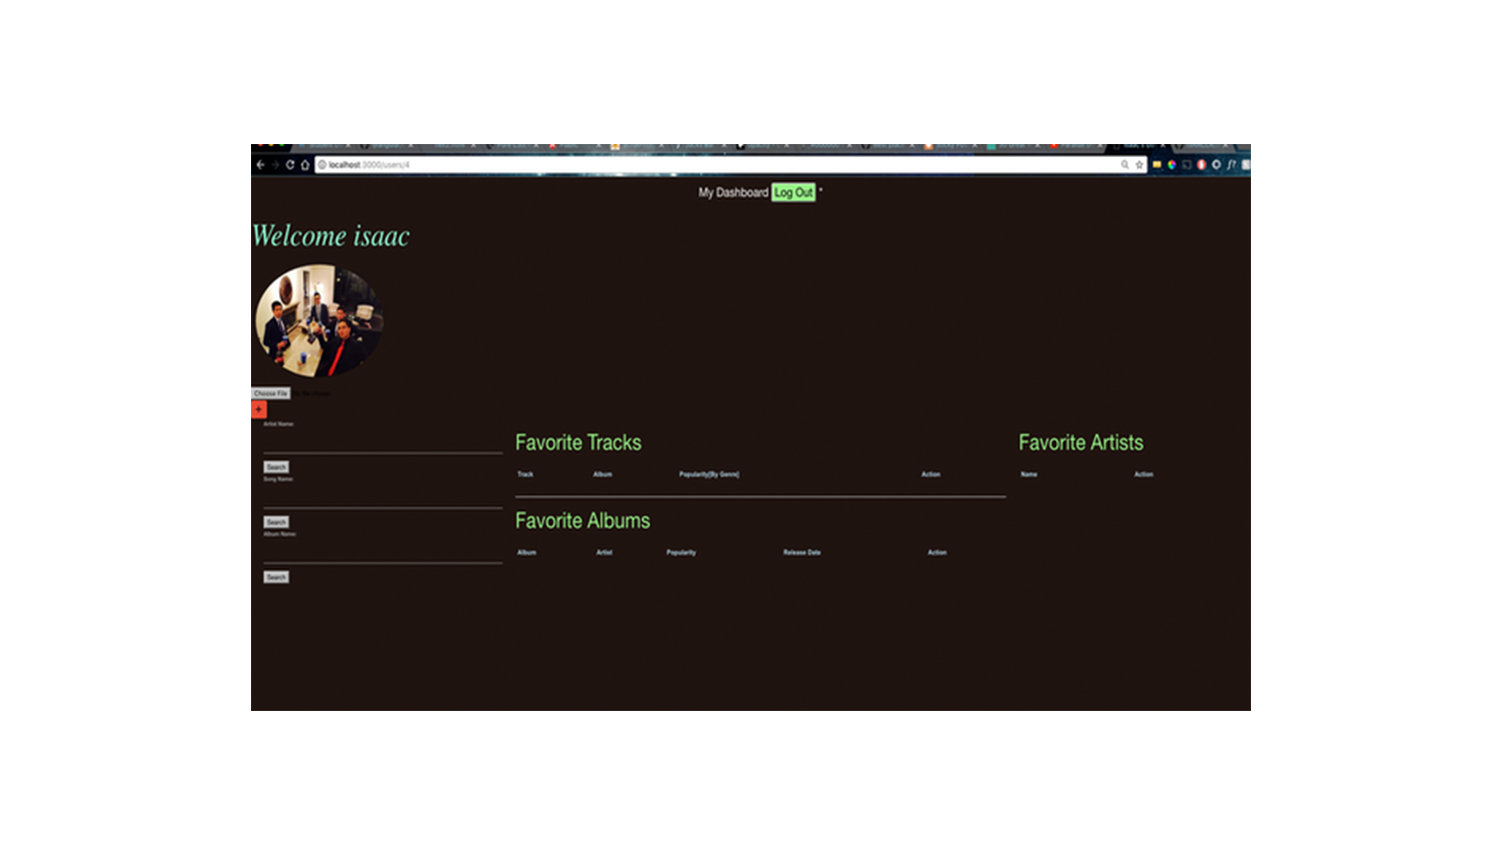 localhost:3000/users/4
My Dashboard Log Out
Welcome isaac
Choose File
+
Artist Name:
Search
Song Name:
Search
Album Name:
Search
Favorite Tracks
Track Album Popularity[By Genre] Action
Favorite Albums
Album Artist Popularity Release Date Action
Favorite Artists
Name Action